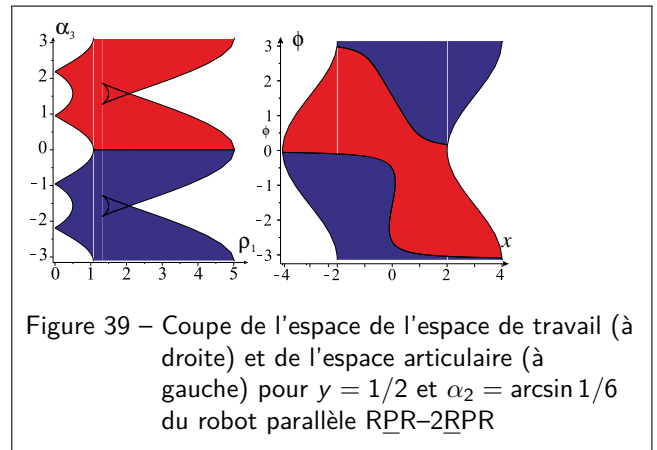 α₃
3
2
1
0
-1
-2
-3
0 1 2 3 4 5
ρ₁
ϕ
3
2
1
ϕ
0
-1
-2
-3
-4 -2 0 2 4
x
Figure 39 – Coupe de l'espace de l'espace de travail (à
droite) et de l'espace articulaire (à
gauche) pour y = 1/2 et α₂ = arcsin 1/6
du robot parallèle RPR–2RPR